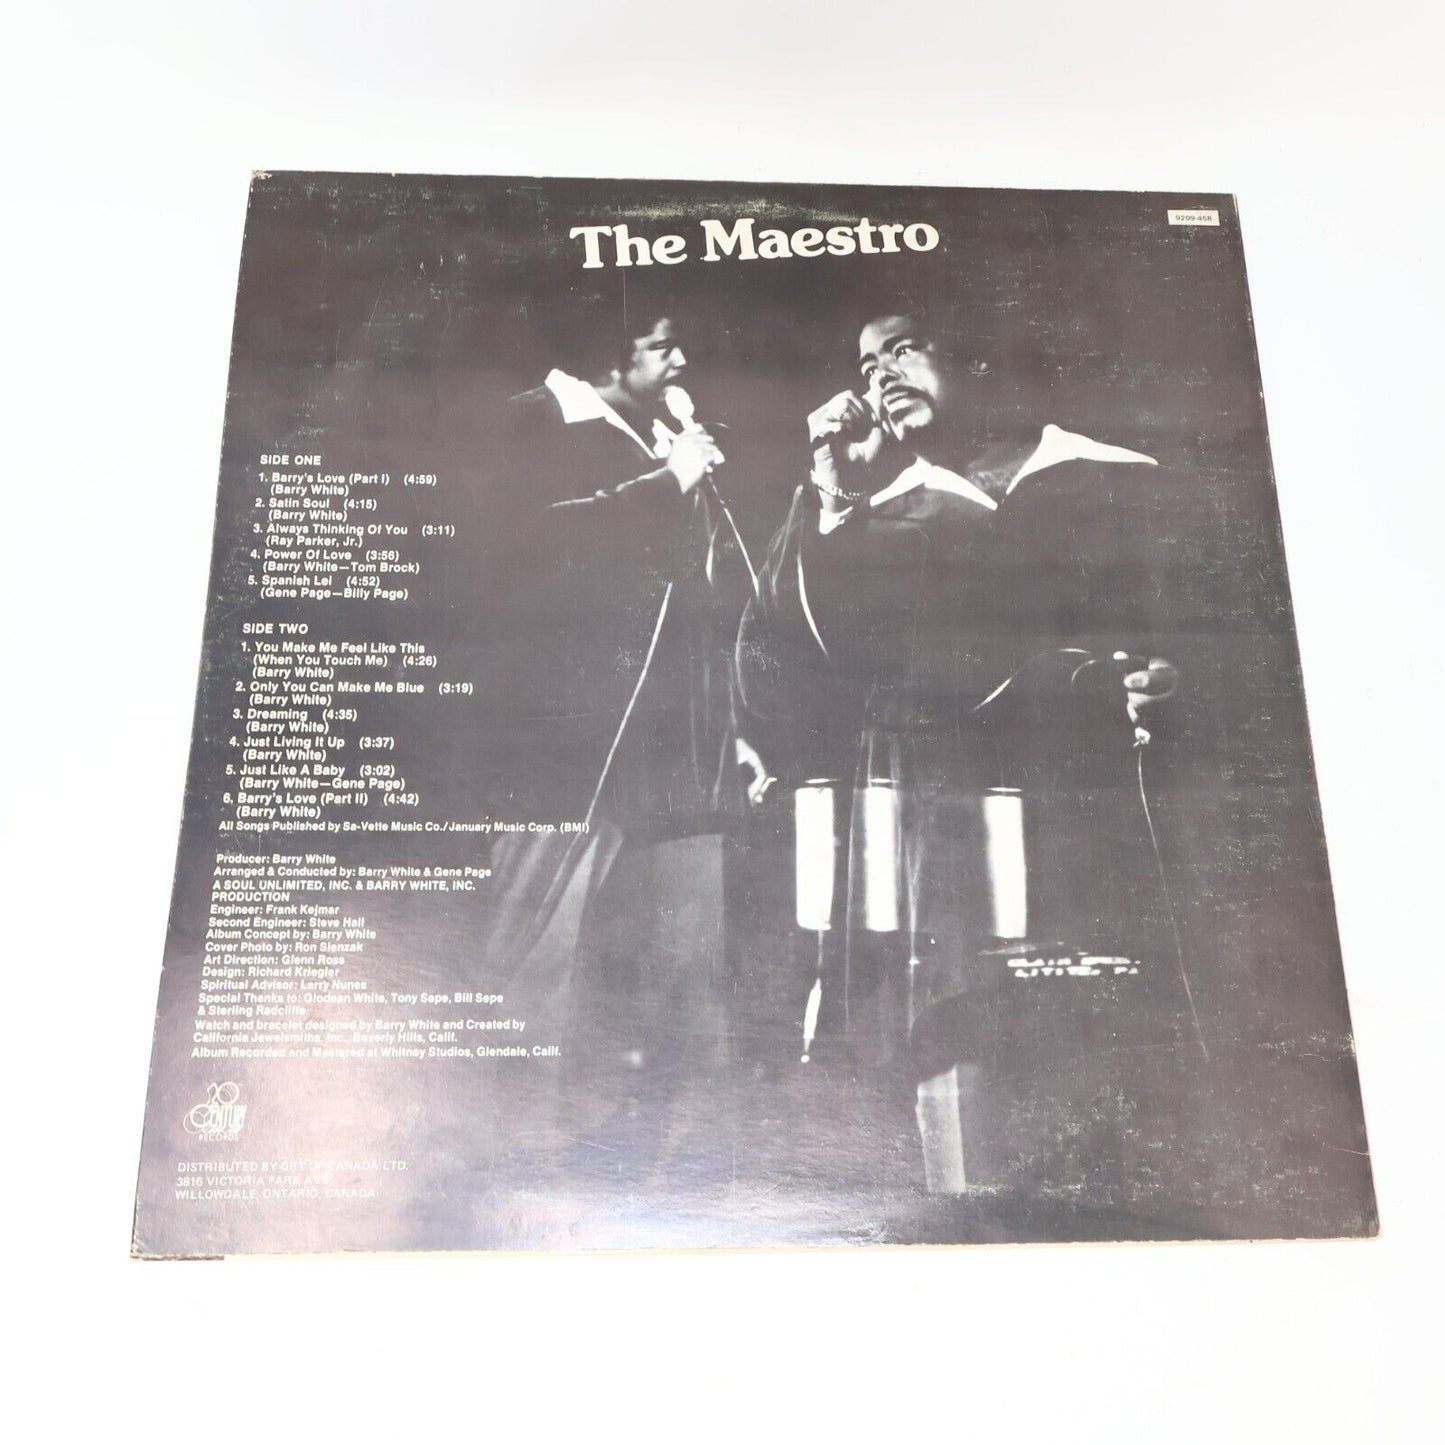 The Maestro
9209-458
SIDE ONE
1. Barry's Love (Part I) (4:59)
(Barry White)
2. Satin Soul (4:15)
(Barry White)
3. Always Thinking Of You (3:11)
(Ray Parker, Jr.)
4. Power Of Love (3:56)
(Barry White—Tom Brock)
5. Spanish Lei (4:52)
(Gene Page—Billy Page)
SIDE TWO
1. You Make Me Feel Like This
(When You Touch Me) (4:26)
(Barry White)
2. Only You Can Make Me Blue (3:19)
(Barry White)
3. Dreaming (4:35)
(Barry White)
4. Just Living It Up (3:37)
(Barry White)
5. Just Like A Baby (3:02)
(Barry White—Gene Page)
6. Barry's Love (Part II) (4:42)
(Barry White)
All Songs Published by Sa-Vette Music Co./January Music Corp. (BMI)
Producer: Barry White
Arranged & Conducted by: Barry White & Gene Page
A SOUL UNLIMITED, INC. & BARRY WHITE, INC.
PRODUCTION
Engineer: Frank Kejmar
Second Engineer: Steve Hall
Album Concept by: Barry White
Cover Photo by: Ron Slenzak
Art Direction: Glenn Ross
Design: Richard Kriegler
Spiritual Advisor: Larry Nunes
Special Thanks to: Glodean White, Tony Sepe, Bill Sepe
& Sterling Radcliffe
Watch and bracelet designed by Barry White and Created by
California Jewelsmiths, Inc., Beverly Hills, Calif.
Album Recorded and Mastered at Whitney Studios, Glendale, Calif.
20
CENTURY
RECORDS
DISTRIBUTED BY GRT OF CANADA LTD.
3816 VICTORIA PARK AVE.
WILLOWDALE, ONTARIO, CANADA